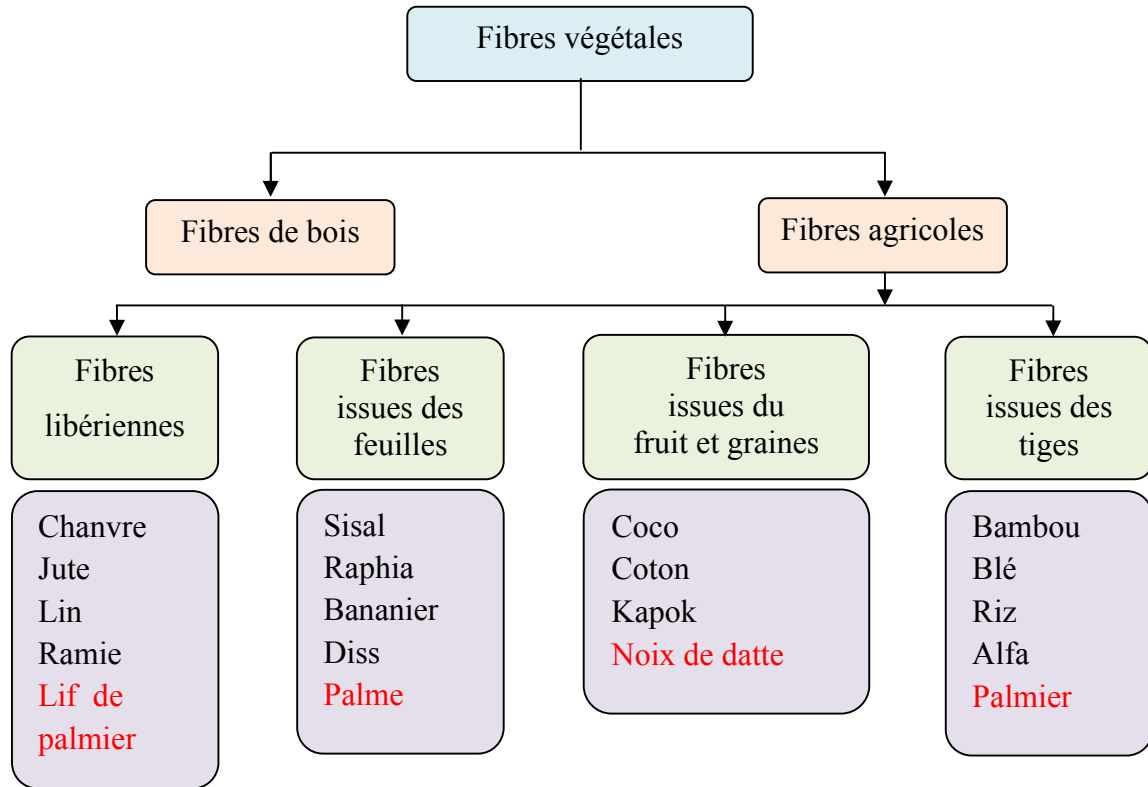 Fibres végétales
Fibres de bois
Fibres agricoles
Fibres
libériennes
Fibres
issues des
feuilles
Fibres
issues du
fruit et graines
Fibres
issues des
tiges
Chanvre
Jute
Lin
Ramie
Lif de
palmier
Sisal
Raphia
Bananier
Diss
Palme
Coco
Coton
Kapok
Noix de datte
Bambou
Blé
Riz
Alfa
Palmier